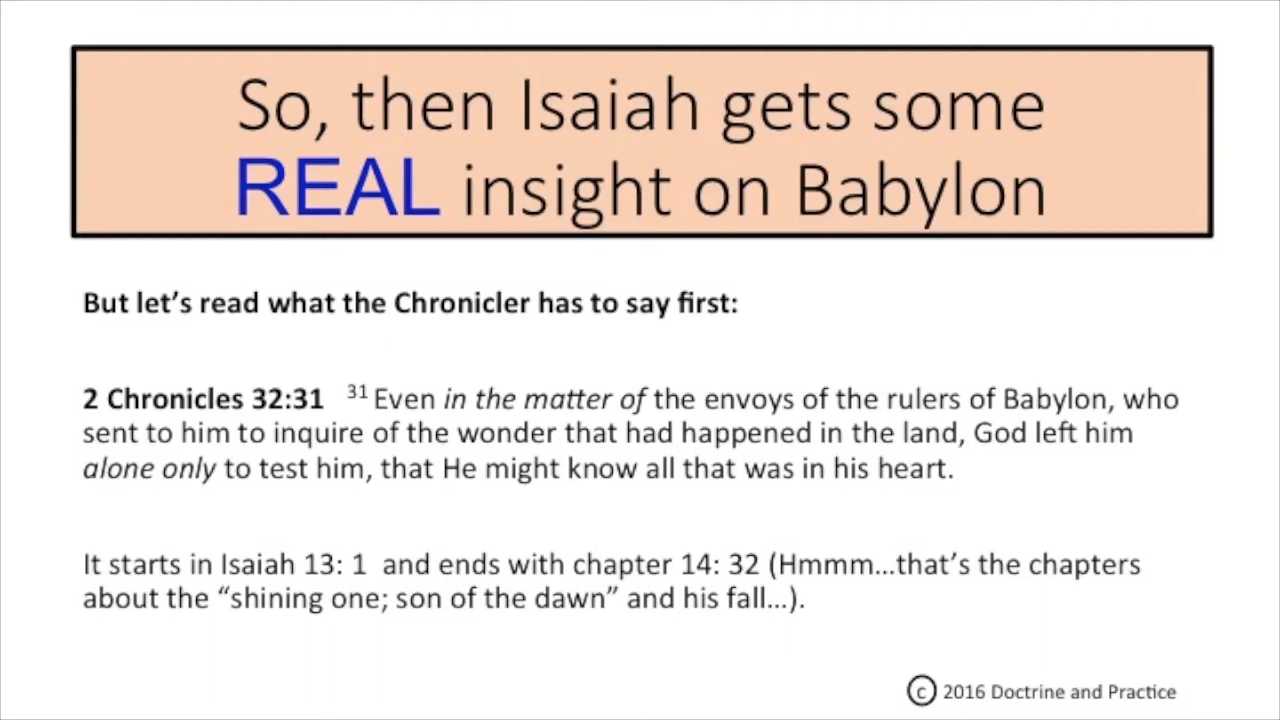 So, then Isaiah gets some
REAL insight on Babylon
But let’s read what the Chronicler has to say first:
2 Chronicles 32:31 31 Even in the matter of the envoys of the rulers of Babylon, who
sent to him to inquire of the wonder that had happened in the land, God left him
alone only to test him, that He might know all that was in his heart.
It starts in Isaiah 13: 1 and ends with chapter 14: 32 (Hmmm…that’s the chapters
about the “shining one; son of the dawn” and his fall…).
© 2016 Doctrine and Practice